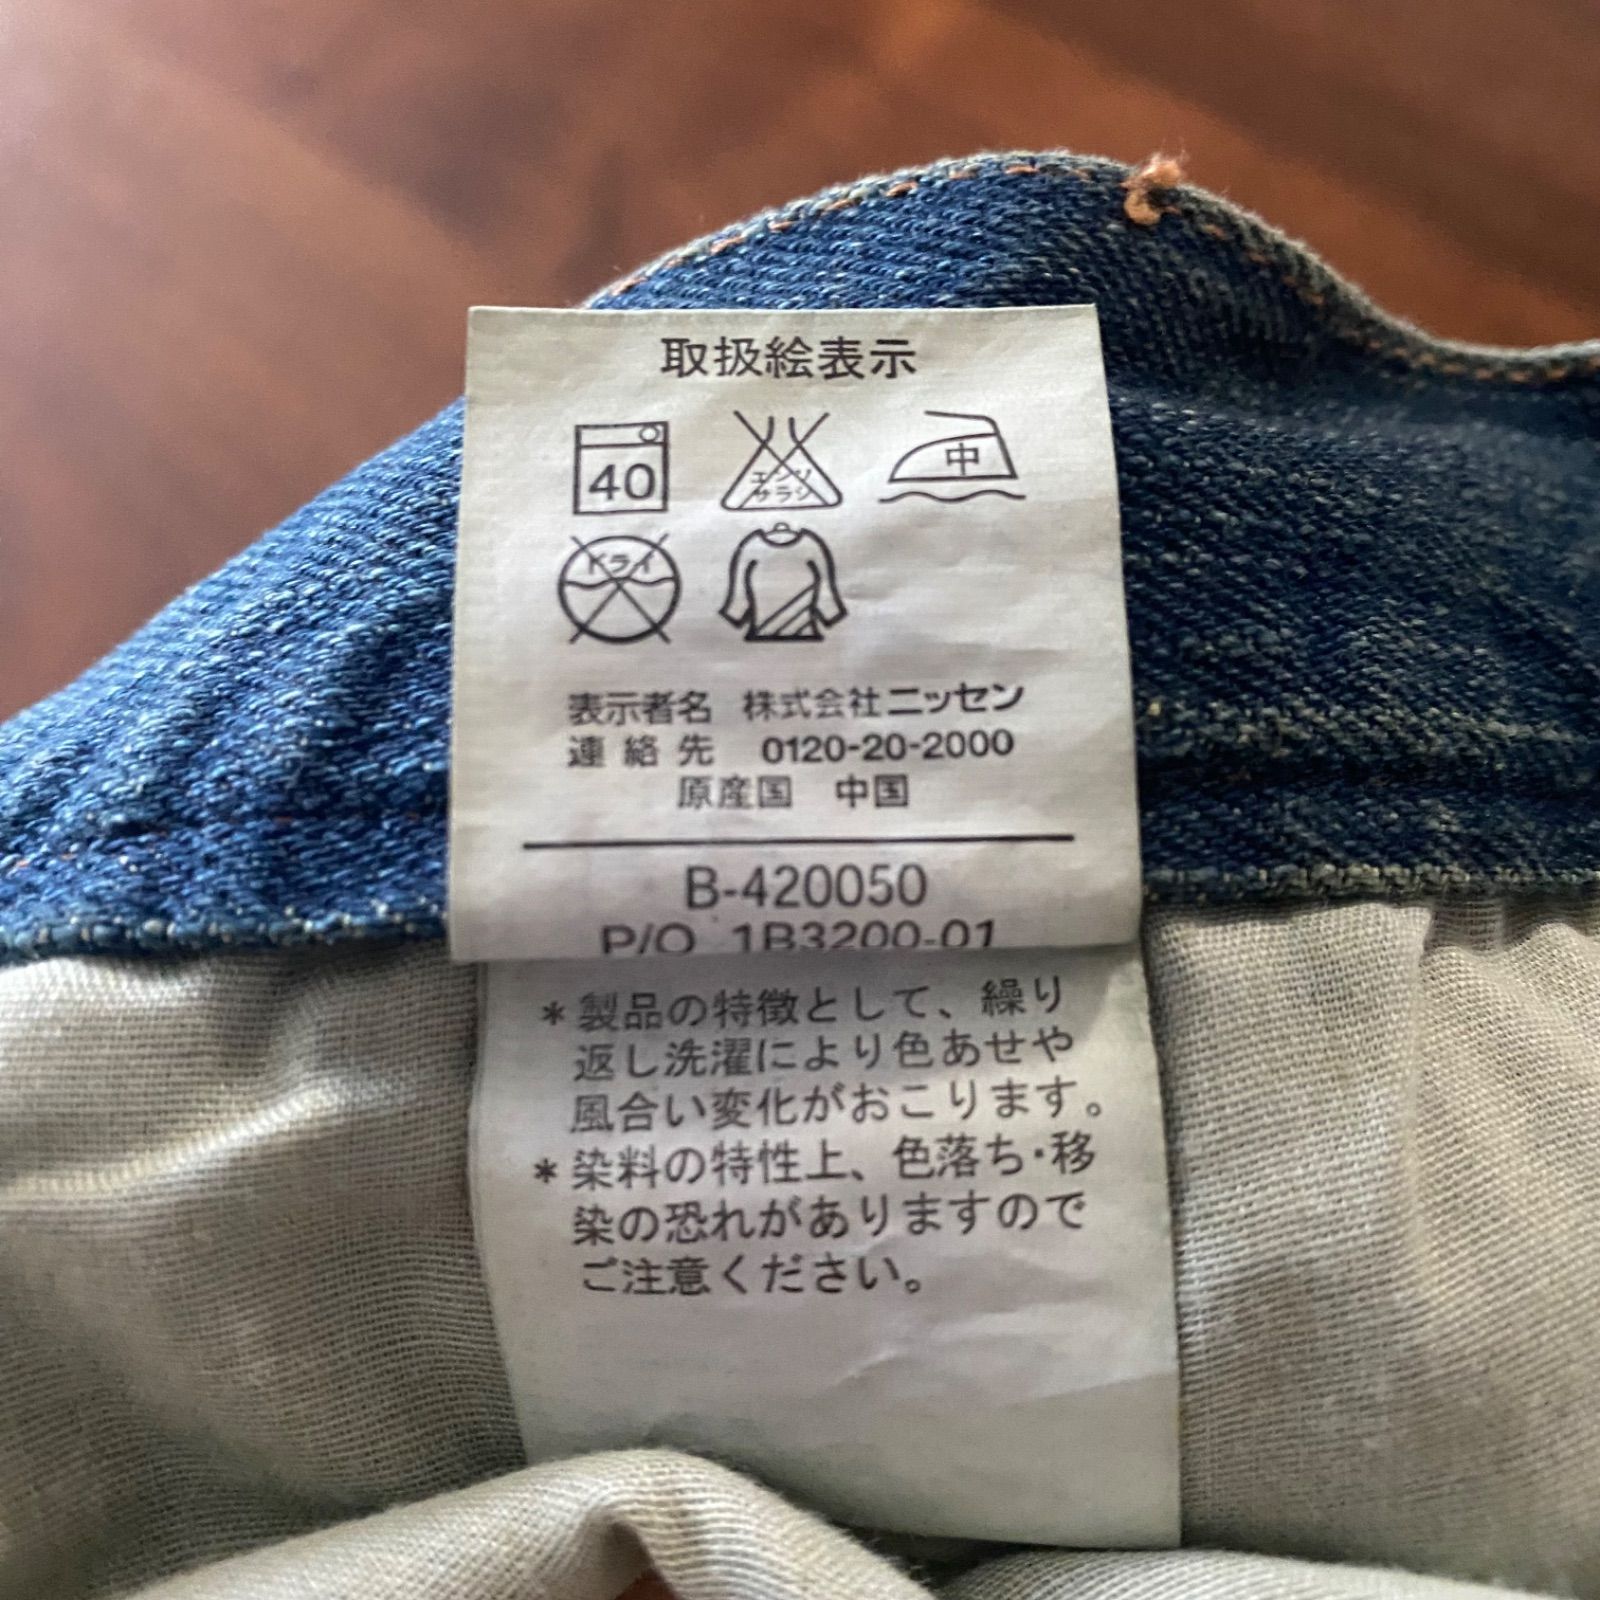 取扱絵表示
40
エンソ
サラシ
中
ドライ
表示者名 株式会社ニッセン
連絡先 0120-20-2000
原産国 中国
B-420050
P/O 1B3200-01
*製品の特徴として、繰り
返し洗濯により色あせや
風合い変化がおこります。
*染料の特性上、色落ち・移
染の恐れがありますので
ご注意ください。